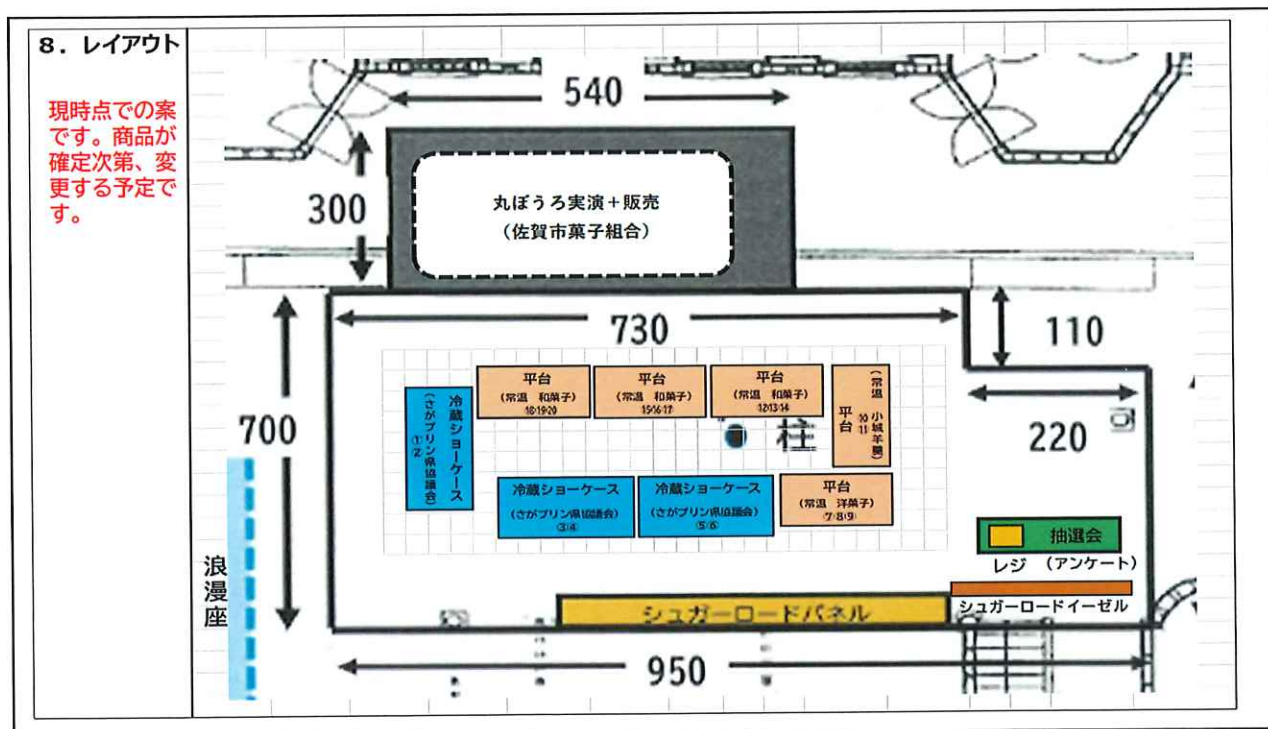 8. レイアウト
現時点での案
です。商品が
確定次第、変
更する予定で
す。
540
300
丸ぼうろ実演+販売
(佐賀市菓子組合)
730
110
700
220
冷蔵ショーケース
(さがプリン県協議会)
①②
平台
(常温 和菓子)
18・19・20
平台
(常温 和菓子)
15・16・17
平台
(常温 和菓子)
12・13・14
平台
(常温 小城羊羹)
10・11
柱
冷蔵ショーケース
(さがプリン県協議会)
③④
冷蔵ショーケース
(さがプリン県協議会)
⑤⑥
平台
(常温 洋菓子)
⑦・⑧・⑨
抽選会
レジ (アンケート)
浪漫座
シュガーロードパネル
シュガーロードイーゼル
950